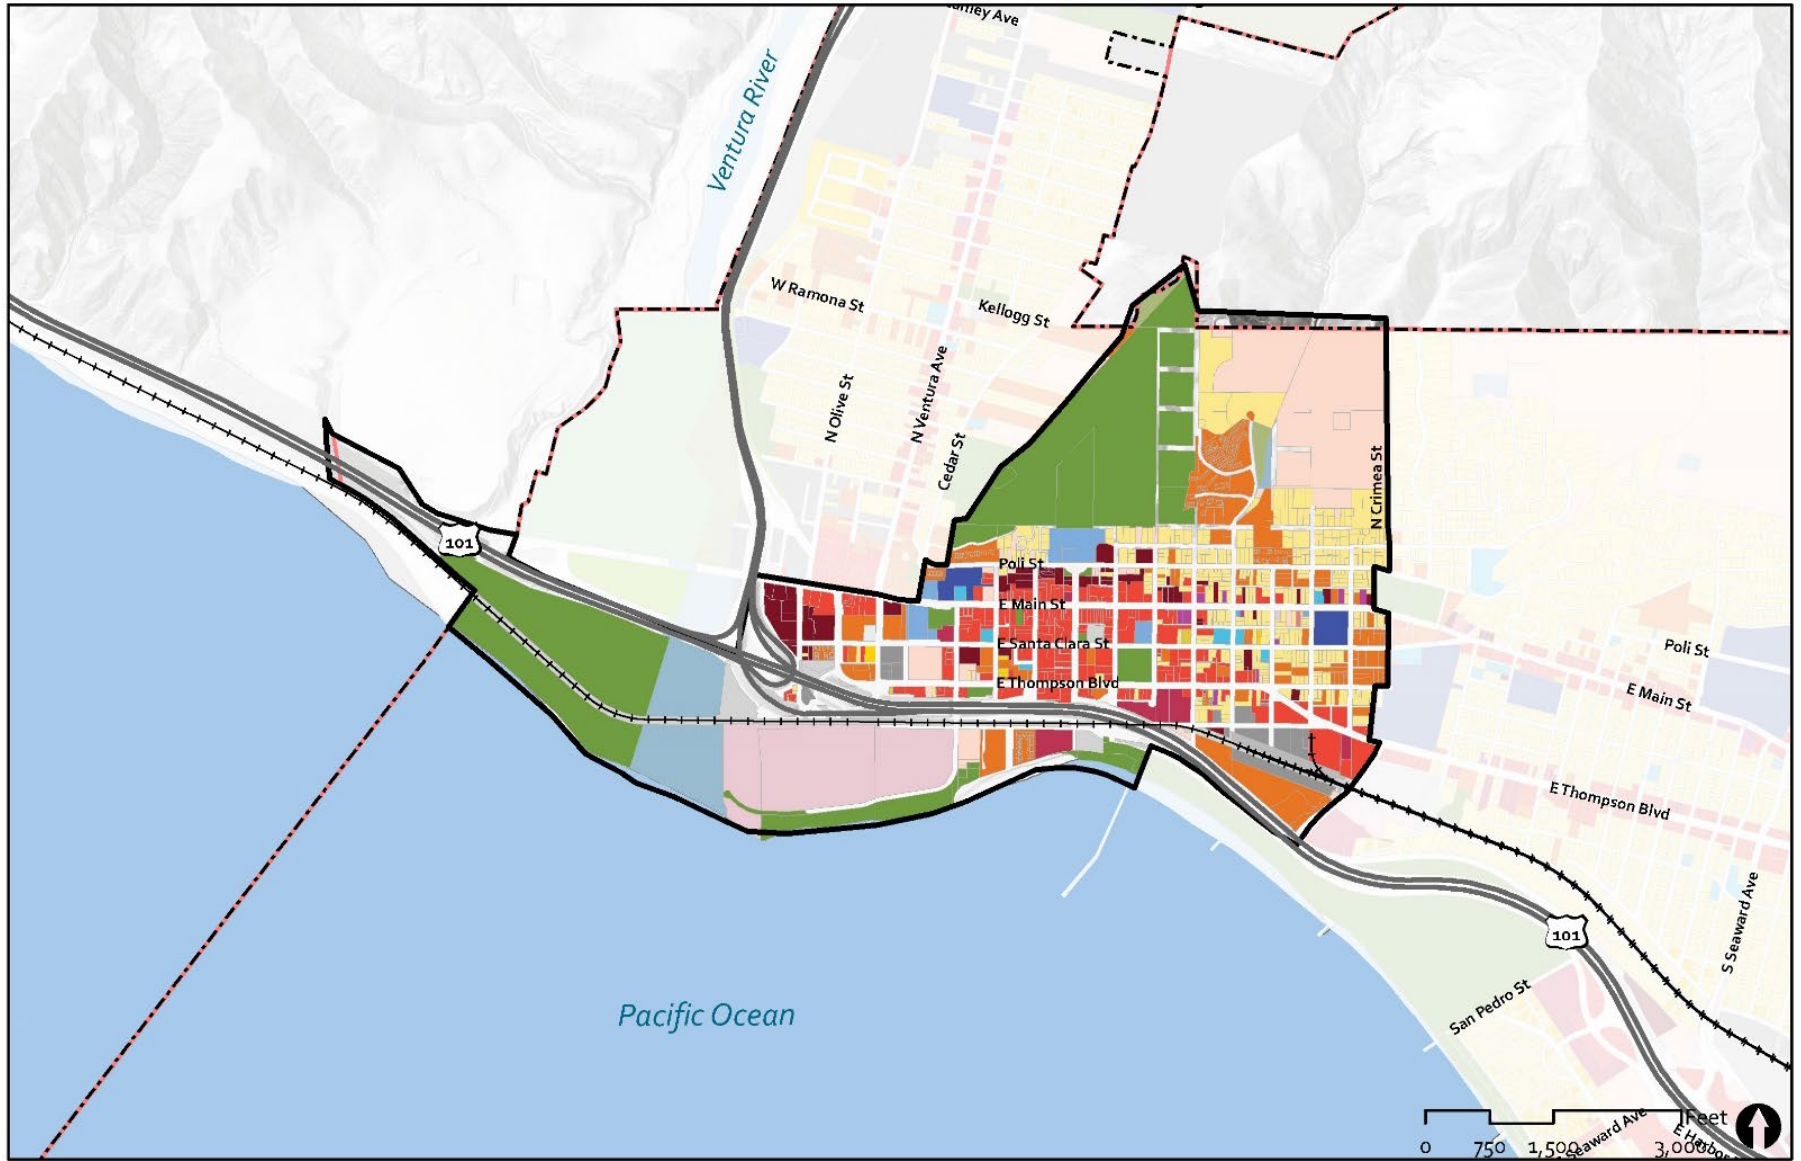 Ventura River
W Ramona St
Kellogg St
N Olive St
N Ventura Ave
Cedar St
N Crimea St
101
Poli St
E Main St
E Santa Clara St
E Thompson Blvd
Poli St
E Main St
E Thompson Blvd
S Seaward Ave
101
San Pedro St
Pacific Ocean
Seaward Ave
Feet
0 750 1,500 3,000